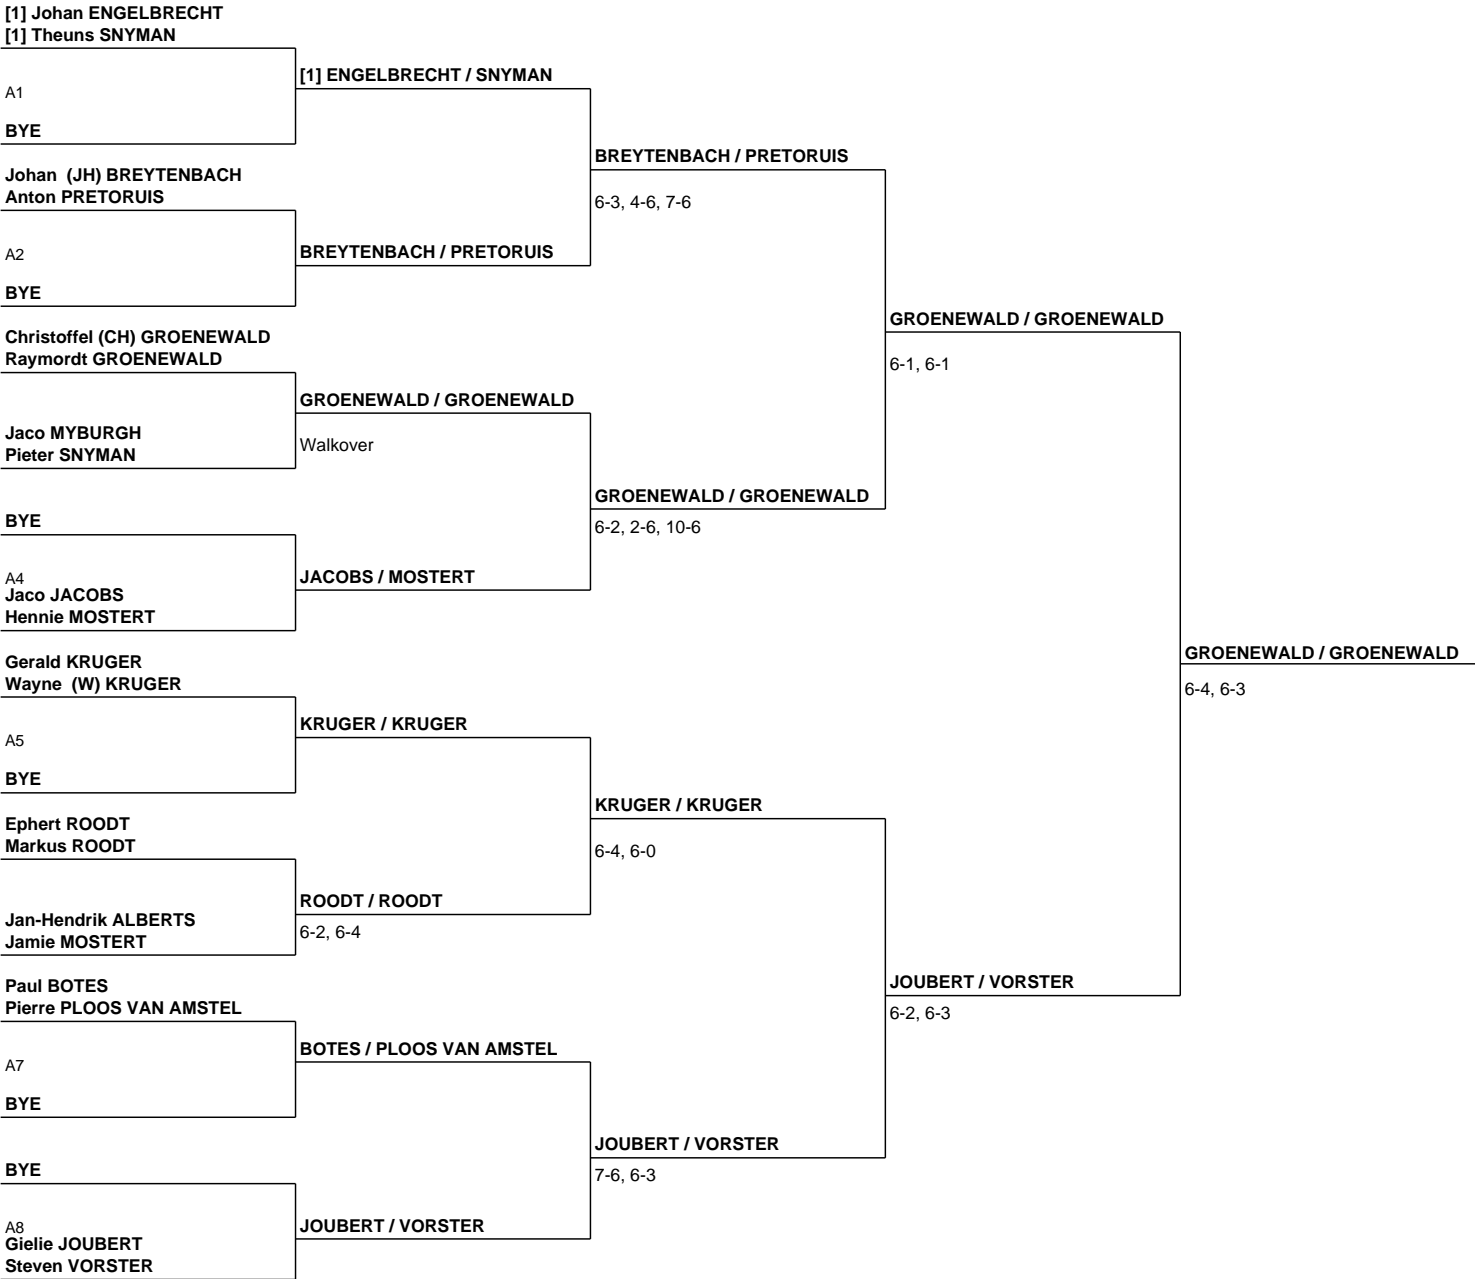 [1] Johan ENGELBRECHT
[1] Theuns SNYMAN
[1] ENGELBRECHT / SNYMAN
A1
BYE
BREYTENBACH / PRETORUIS
Johan (JH) BREYTENBACH
Anton PRETORUIS
6-3, 4-6, 7-6
A2
BREYTENBACH / PRETORUIS
BYE
GROENEWALD / GROENEWALD
Christoffel (CH) GROENEWALD
Raymordt GROENEWALD
6-1, 6-1
GROENEWALD / GROENEWALD
Jaco MYBURGH
Walkover
Pieter SNYMAN
GROENEWALD / GROENEWALD
BYE
6-2, 2-6, 10-6
A4
JACOBS / MOSTERT
Jaco JACOBS
Hennie MOSTERT
GROENEWALD / GROENEWALD
Gerald KRUGER
Wayne (W) KRUGER
6-4, 6-3
KRUGER / KRUGER
A5
BYE
KRUGER / KRUGER
Ephert ROODT
Markus ROODT
6-4, 6-0
ROODT / ROODT
Jan-Hendrik ALBERTS
6-2, 6-4
Jamie MOSTERT
JOUBERT / VORSTER
Paul BOTES
Pierre PLOOS VAN AMSTEL
6-2, 6-3
BOTES / PLOOS VAN AMSTEL
A7
BYE
JOUBERT / VORSTER
BYE
7-6, 6-3
A8
JOUBERT / VORSTER
Gielie JOUBERT
Steven VORSTER